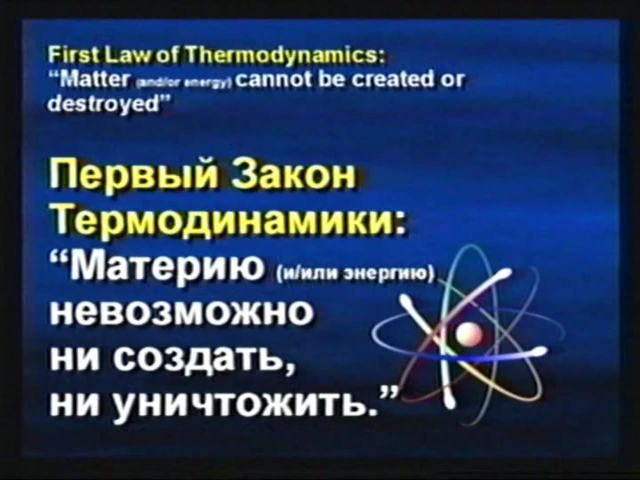 First Law of Thermodynamics:
“Matter (and/or energy) cannot be created or
destroyed”
Первый Закон
Термодинамики:
“Материю (и/или энергию)
невозможно
ни создать,
ни уничтожить.”